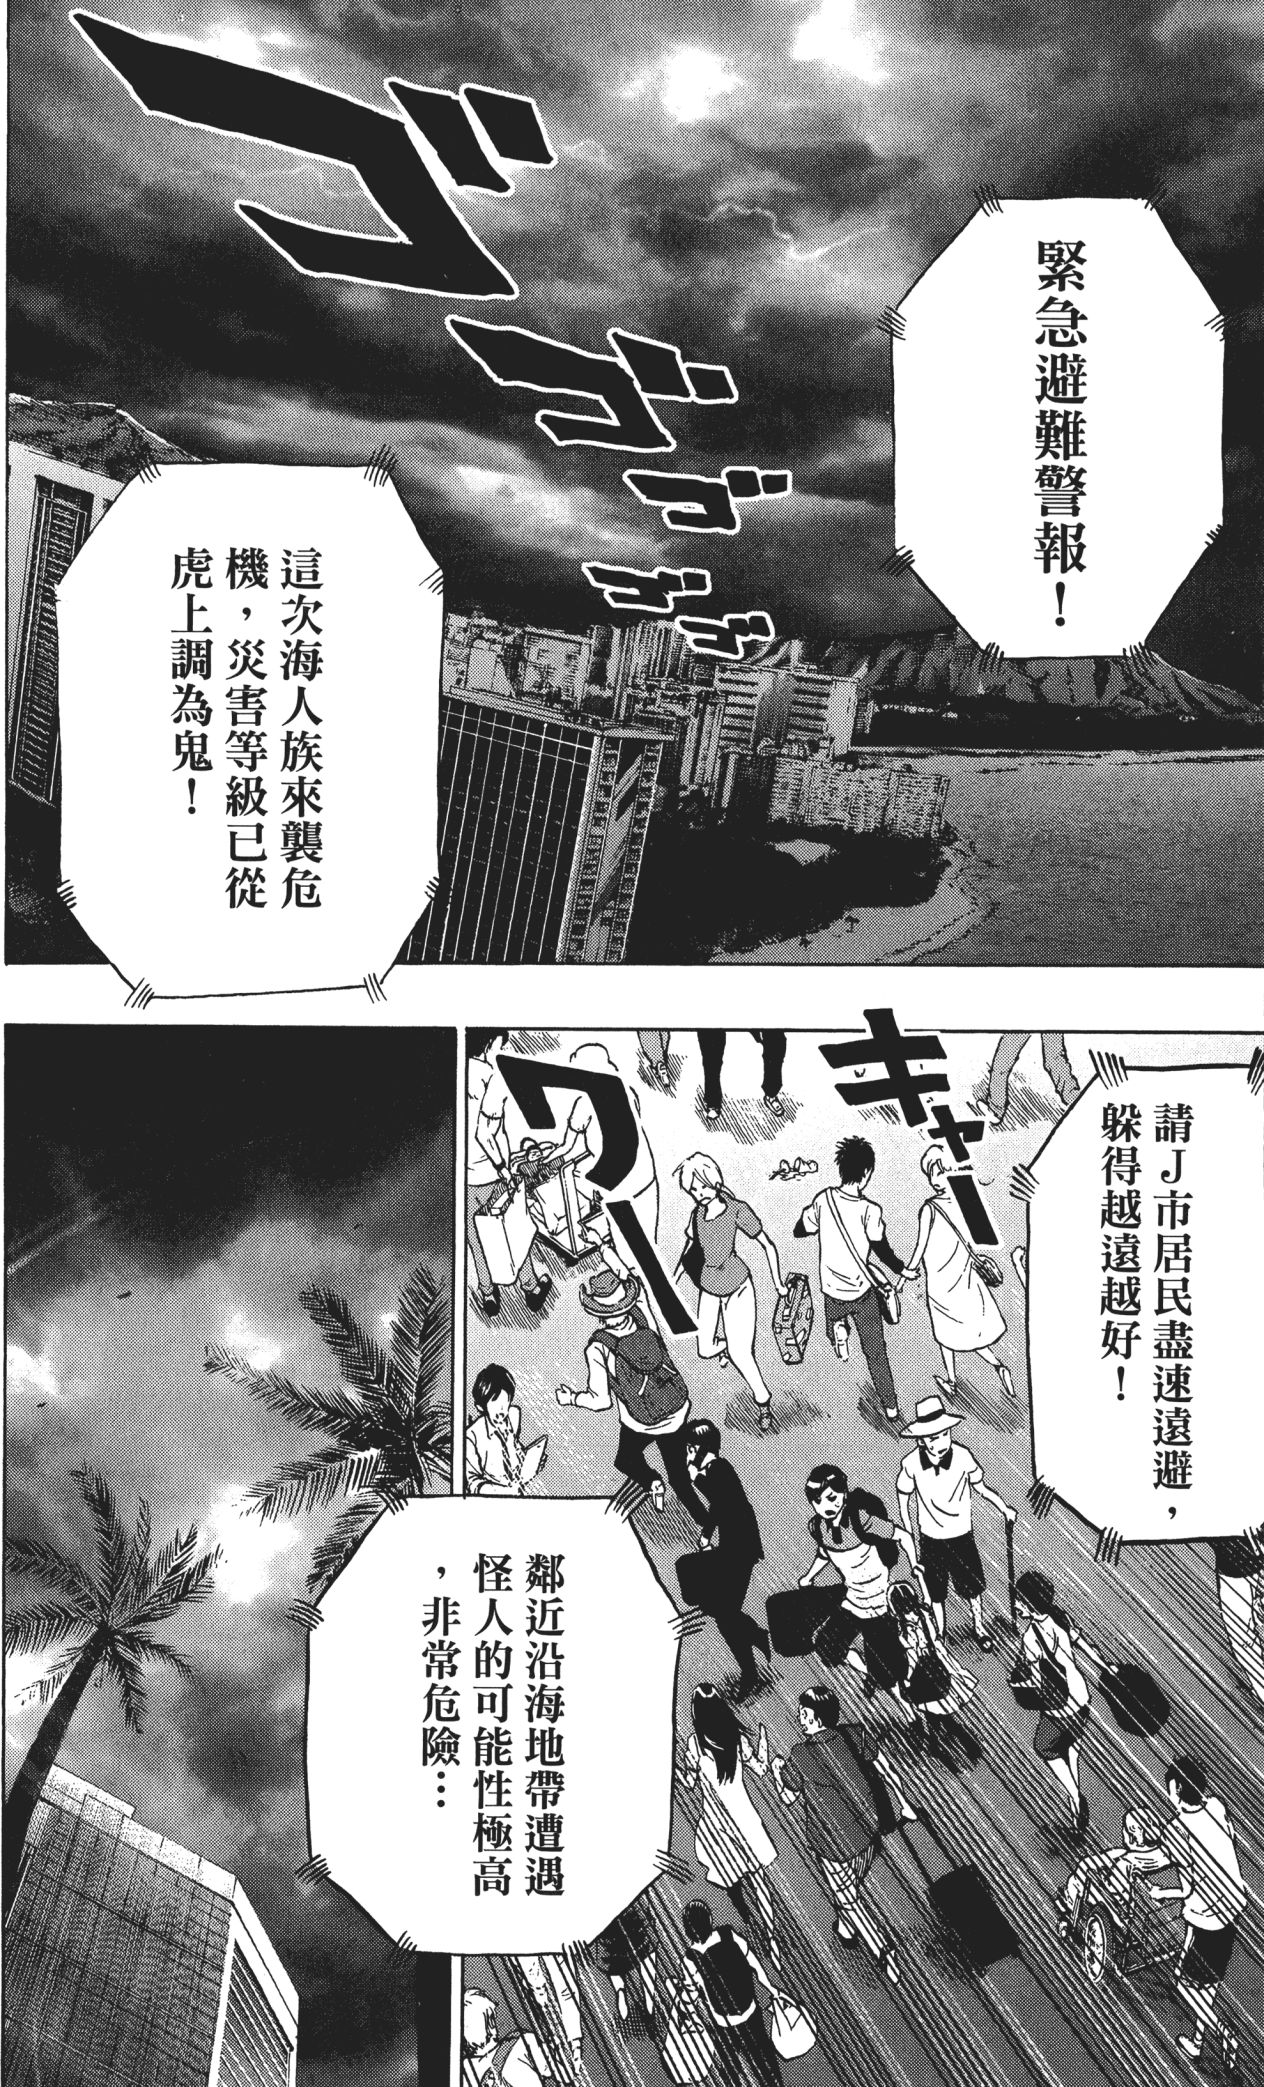 緊急避難警報！
ゴ
ゴ
ゴ
ゴ
ゴ
這次海人族來襲危
機，災害等級已從
虎上調為鬼！
請J市居民盡速遠避，
躲得越遠越好！
キャー
ワー
鄰近沿海地帶遭遇
怪人的可能性極高
，非常危險…